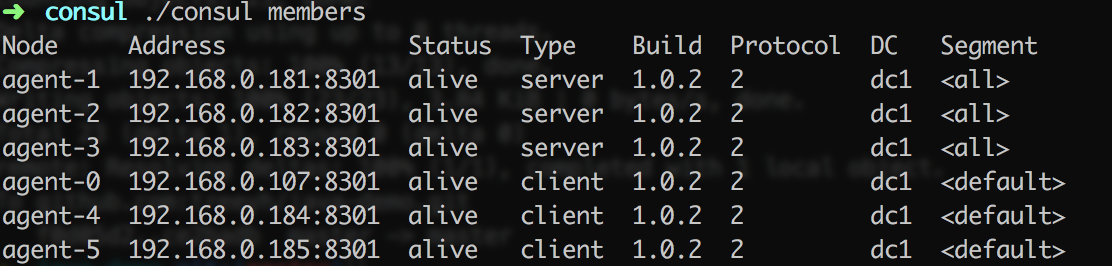 ➜ consul ./consul members
Node Address Status Type Build Protocol DC Segment
agent-1 192.168.0.181:8301 alive server 1.0.2 2 dc1 <all>
agent-2 192.168.0.182:8301 alive server 1.0.2 2 dc1 <all>
agent-3 192.168.0.183:8301 alive server 1.0.2 2 dc1 <all>
agent-0 192.168.0.107:8301 alive client 1.0.2 2 dc1 <default>
agent-4 192.168.0.184:8301 alive client 1.0.2 2 dc1 <default>
agent-5 192.168.0.185:8301 alive client 1.0.2 2 dc1 <default>